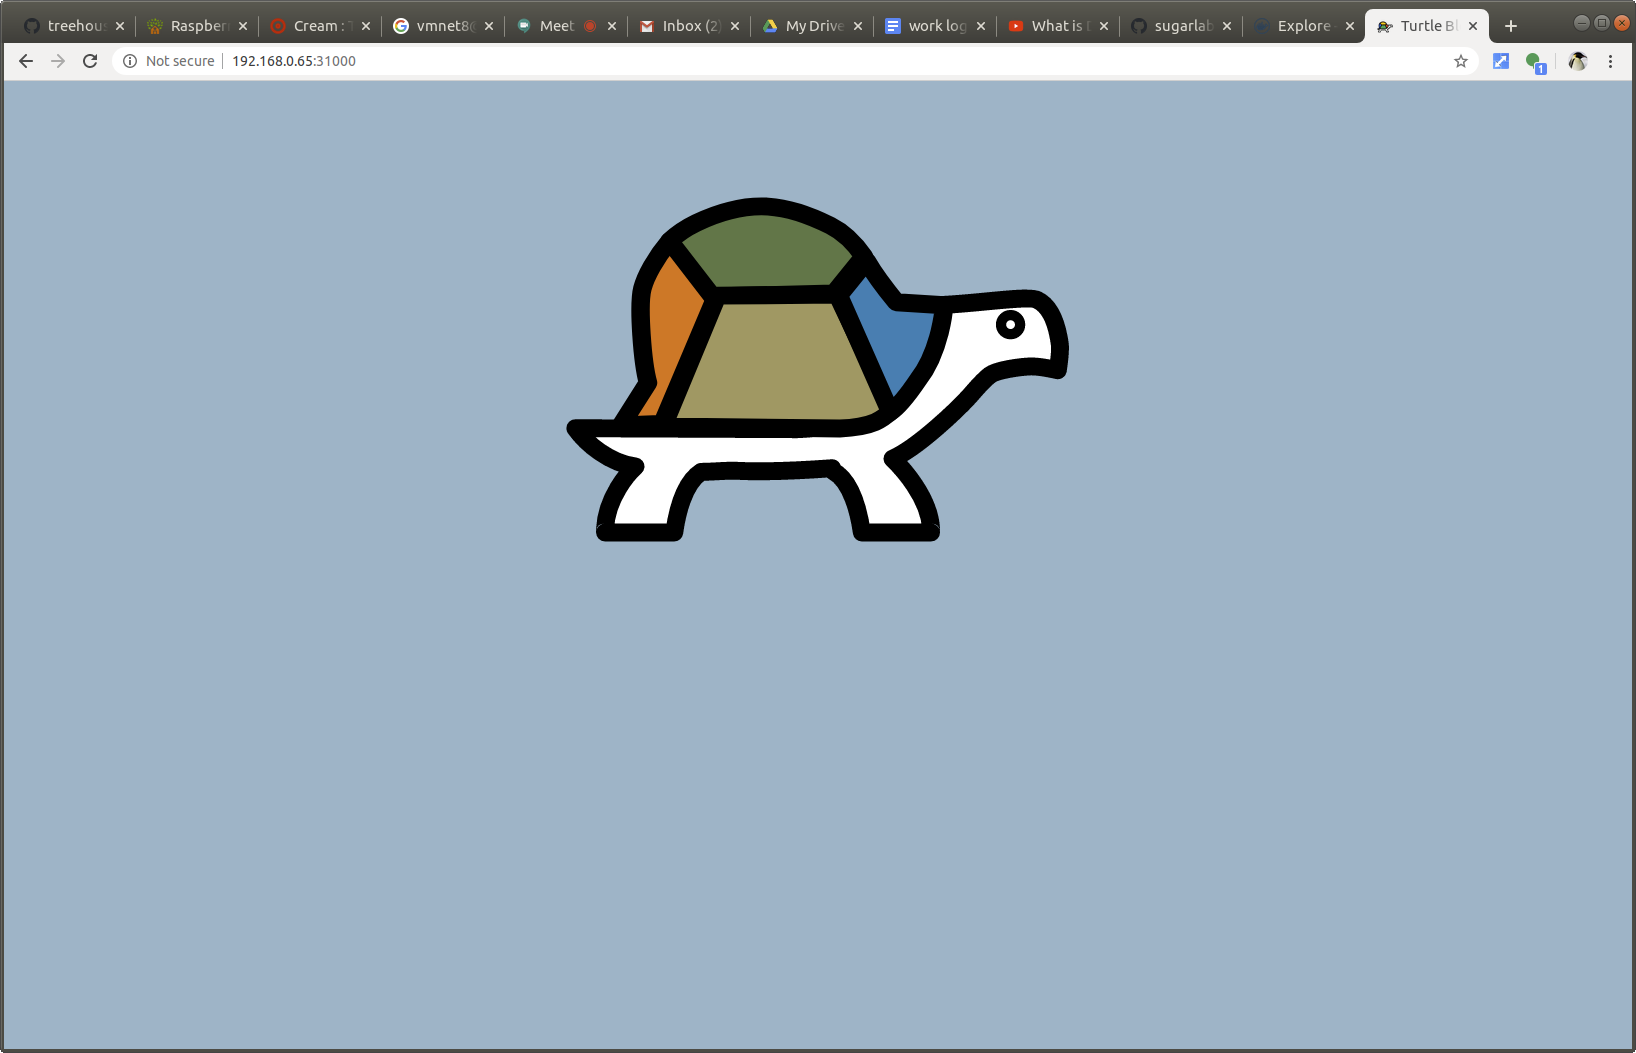 treehous Raspberr Cream : T vmnet8 Meet Inbox (2) My Drive work log What is D sugarlab Explore Turtle Bl
Not secure 192.168.0.65:31000
1